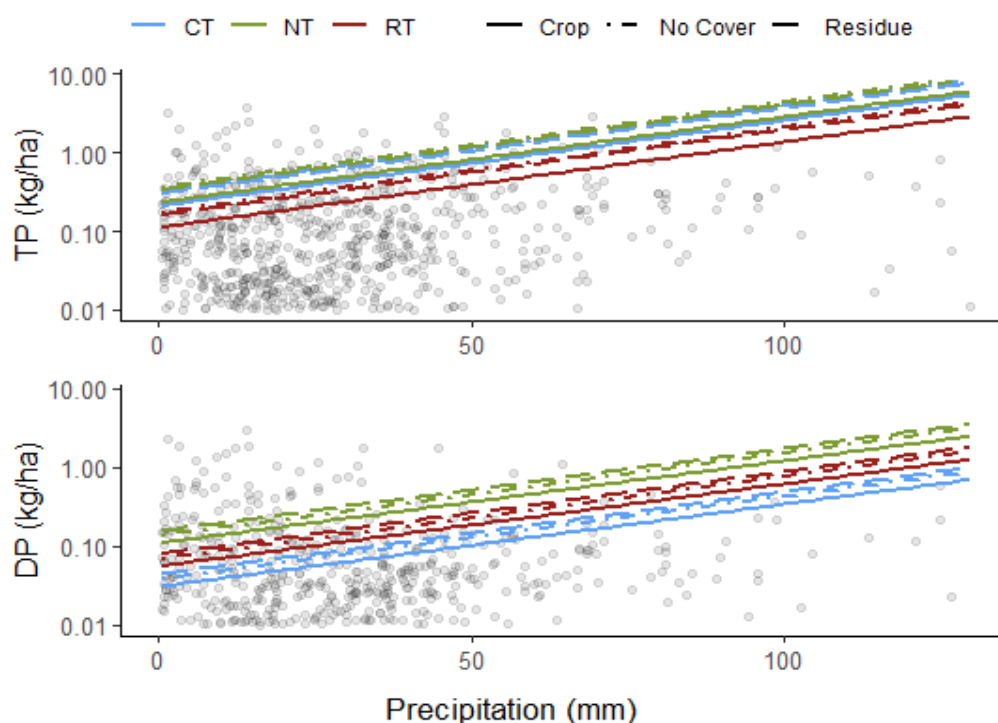 CT NT RT Crop No Cover Residue
TP (kg/ha)
10.00
1.00
0.10
0.01
0 50 100
DP (kg/ha)
10.00
1.00
0.10
0.01
0 50 100
Precipitation (mm)